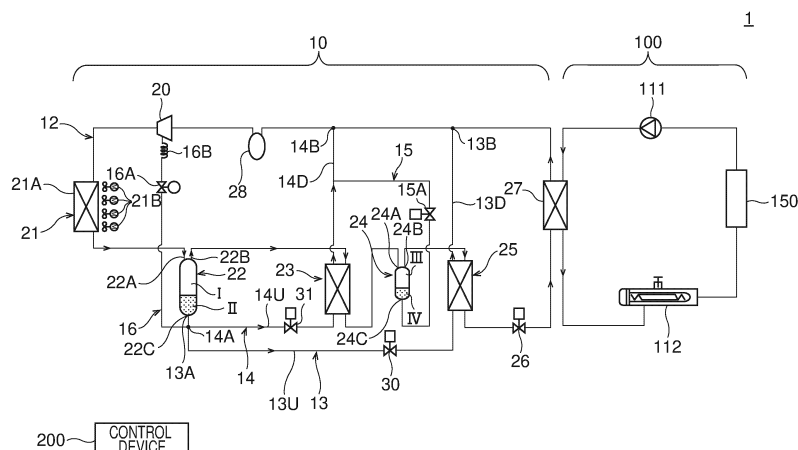 1
10
100
20
111
12
16B
14B
15
13B
28
14D
15A
13D
16A
21A
21B
27
150
21
24A
24B
22B
24
III
25
22A
22
23
I
14U
31
II
IV
16
14A
24C
22C
26
112
13A
14
30
13U
13
200
CONTROL
DEVICE